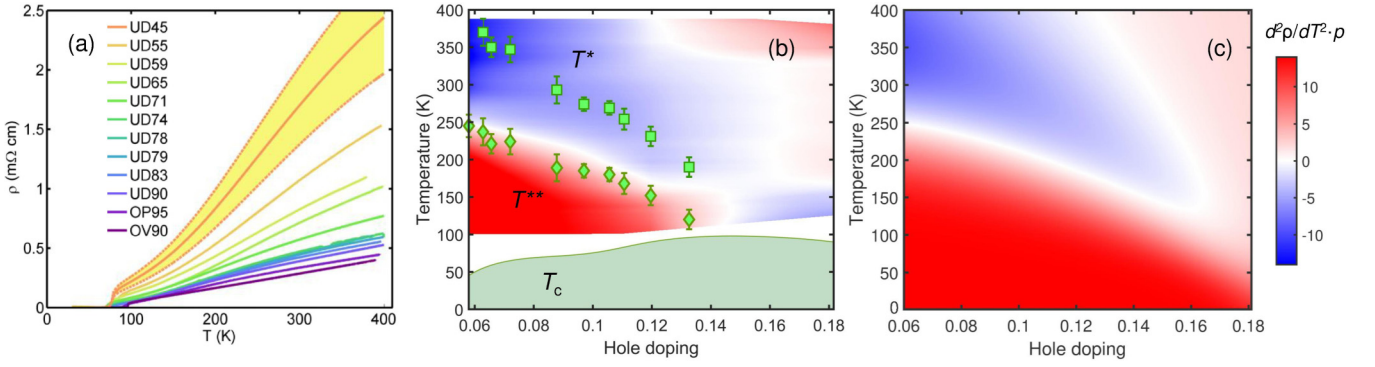 (a)
2.5
2
1.5
1
0.5
0
ρ (mΩ cm)
UD45
UD55
UD59
UD65
UD71
UD74
UD78
UD79
UD83
UD90
OP95
OV90
0 100 200 300 400
T (K)
(b)
400
350
300
250
200
150
100
50
0
Temperature (K)
T*
T**
Tc
0.06 0.08 0.1 0.12 0.14 0.16 0.18
Hole doping
(c)
400
350
300
250
200
150
100
50
0
Temperature (K)
0.06 0.08 0.1 0.12 0.14 0.16 0.18
Hole doping
d²ρ/dT²·p
10
5
0
-5
-10